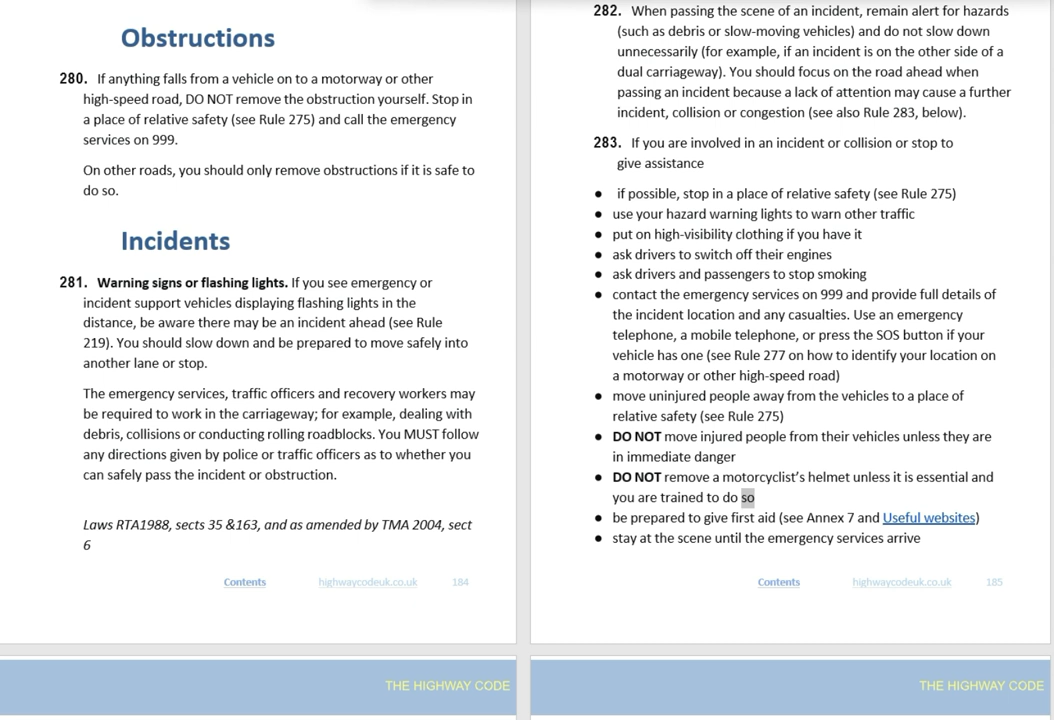 Obstructions
280. If anything falls from a vehicle on to a motorway or other
high-speed road, DO NOT remove the obstruction yourself. Stop in
a place of relative safety (see Rule 275) and call the emergency
services on 999.
On other roads, you should only remove obstructions if it is safe to
do so.
Incidents
281. Warning signs or flashing lights. If you see emergency or
incident support vehicles displaying flashing lights in the
distance, be aware there may be an incident ahead (see Rule
219). You should slow down and be prepared to move safely into
another lane or stop.
The emergency services, traffic officers and recovery workers may
be required to work in the carriageway; for example, dealing with
debris, collisions or conducting rolling roadblocks. You MUST follow
any directions given by police or traffic officers as to whether you
can safely pass the incident or obstruction.
Laws RTA1988, sects 35 &163, and as amended by TMA 2004, sect
6
Contents highwaycodeuk.co.uk 184
THE HIGHWAY CODE
282. When passing the scene of an incident, remain alert for hazards
(such as debris or slow-moving vehicles) and do not slow down
unnecessarily (for example, if an incident is on the other side of a
dual carriageway). You should focus on the road ahead when
passing an incident because a lack of attention may cause a further
incident, collision or congestion (see also Rule 283, below).
283. If you are involved in an incident or collision or stop to
give assistance
● if possible, stop in a place of relative safety (see Rule 275)
● use your hazard warning lights to warn other traffic
● put on high-visibility clothing if you have it
● ask drivers to switch off their engines
● ask drivers and passengers to stop smoking
● contact the emergency services on 999 and provide full details of
the incident location and any casualties. Use an emergency
telephone, a mobile telephone, or press the SOS button if your
vehicle has one (see Rule 277 on how to identify your location on
a motorway or other high-speed road)
● move uninjured people away from the vehicles to a place of
relative safety (see Rule 275)
● DO NOT move injured people from their vehicles unless they are
in immediate danger
● DO NOT remove a motorcyclist's helmet unless it is essential and
you are trained to do so
● be prepared to give first aid (see Annex 7 and Useful websites)
● stay at the scene until the emergency services arrive
Contents highwaycodeuk.co.uk 185
THE HIGHWAY CODE